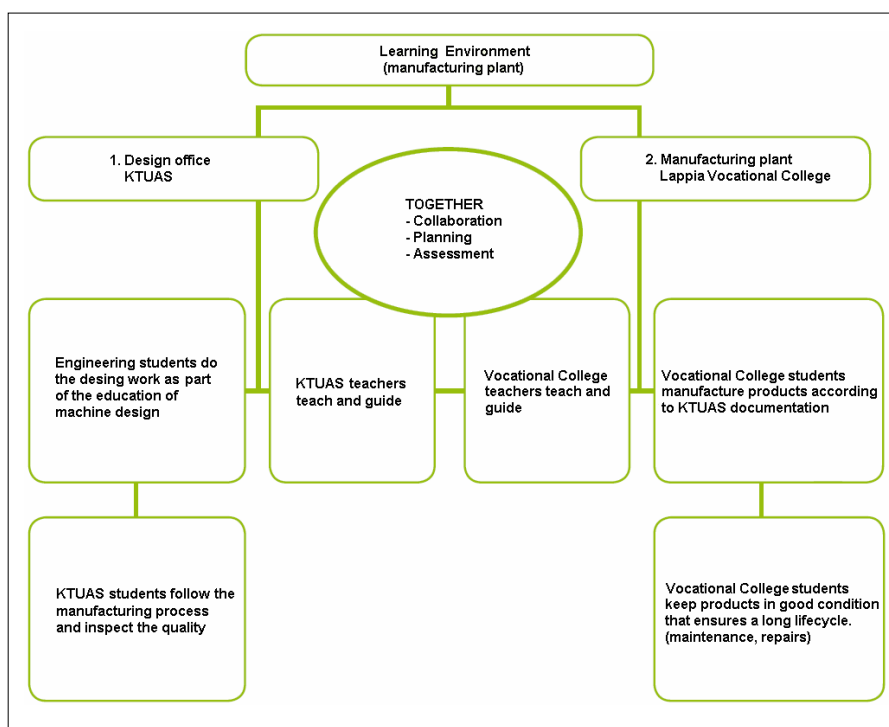 Learning Environment
(manufacturing plant)
1. Design office
KTUAS
2. Manufacturing plant
Lappia Vocational College
TOGETHER
- Collaboration
- Planning
- Assessment
Engineering students do
the desing work as part
of the education of
machine design
KTUAS teachers
teach and guide
Vocational College
teachers teach and
guide
Vocational College students
manufacture products according
to KTUAS documentation
KTUAS students follow the
manufacturing process
and inspect the quality
Vocational College students
keep products in good condition
that ensures a long lifecycle.
(maintenance, repairs)